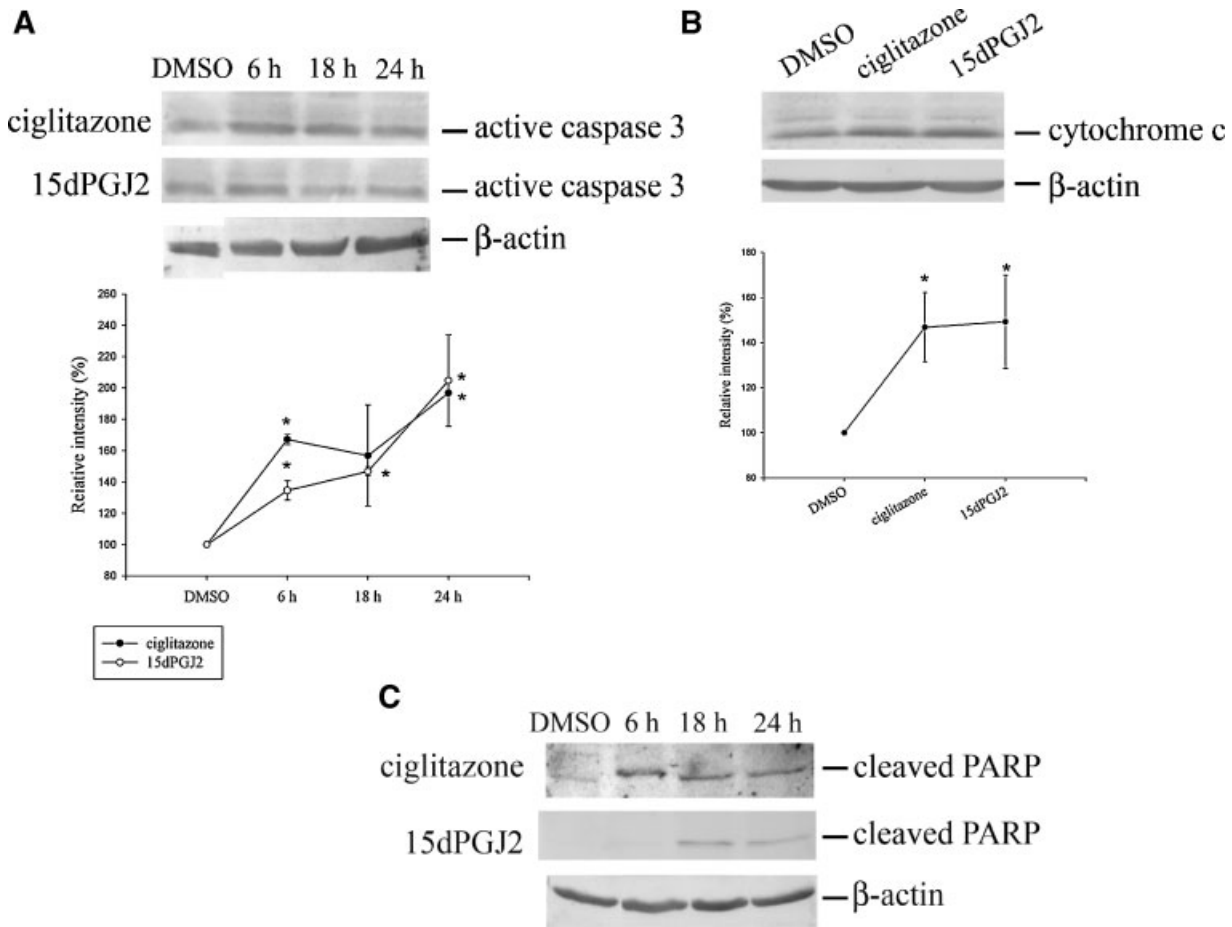 A
DMSO 6 h 18 h 24 h
ciglitazone active caspase 3
15dPGJ2 active caspase 3
β-actin
260
240
220
200
180
160
140
120
100
80
Relative intensity (%)
DMSO 6 h 18 h 24 h
* * * * *
ciglitazone
15dPGJ2
B
DMSO ciglitazone 15dPGJ2
cytochrome c
β-actin
180
160
140
120
100
80
Relative intensity (%)
* *
DMSO ciglitazone 15dPGJ2
C
DMSO 6 h 18 h 24 h
ciglitazone cleaved PARP
15dPGJ2 cleaved PARP
β-actin